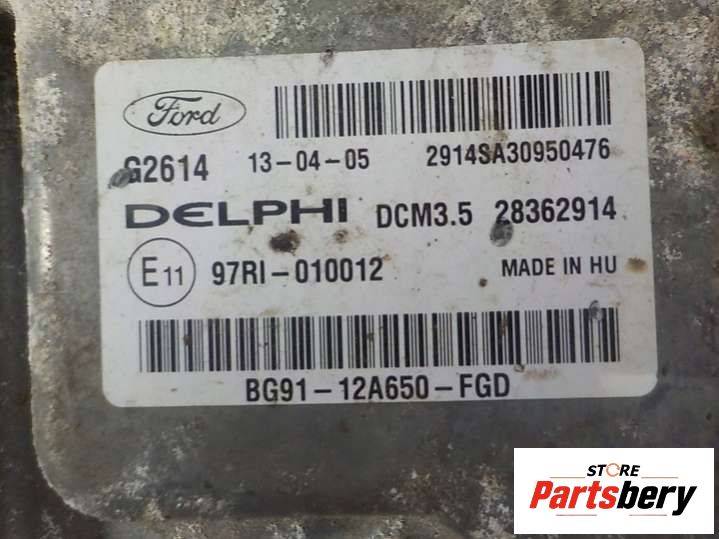 Ford
G2614 13-04-05 2914SA30950476
DELPHI DCM3.5 28362914
E11 97RI-010012 MADE IN HU
BG91-12A650-FGD
STORE
Partsbery